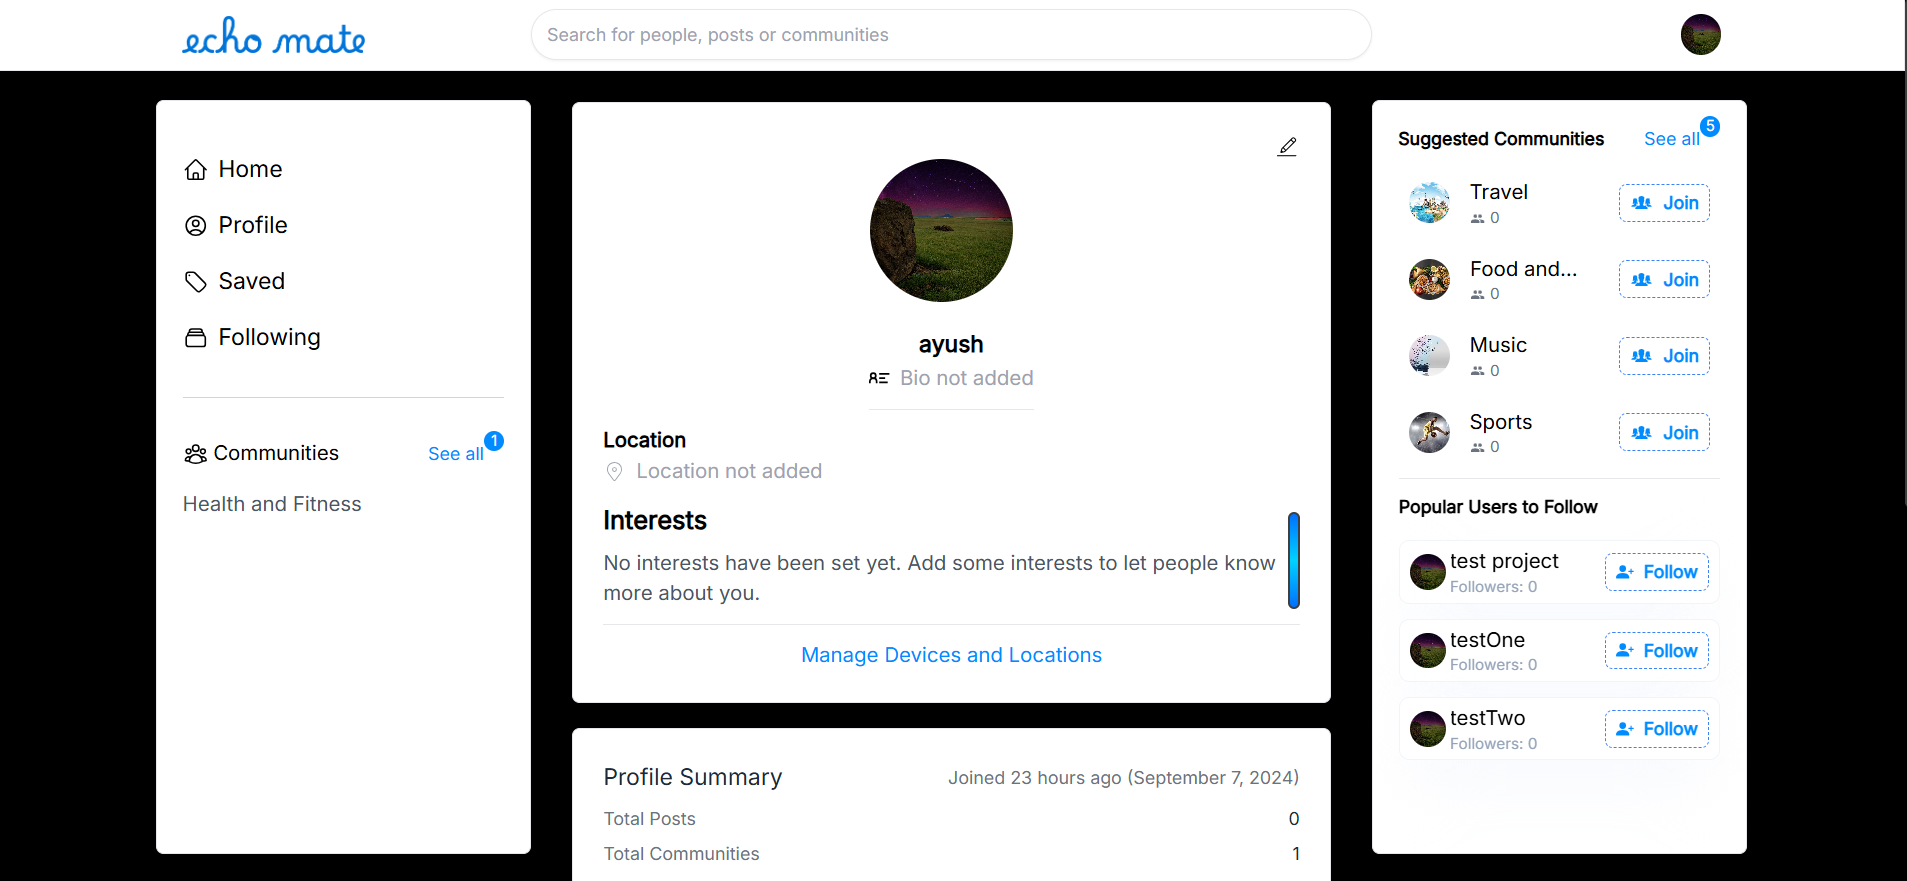 echo mate
Search for people, posts or communities
Home
Profile
Saved
Following
Communities
See all
1
Health and Fitness
ayush
Bio not added
Location
Location not added
Interests
No interests have been set yet. Add some interests to let people know
more about you.
Manage Devices and Locations
Profile Summary
Joined 23 hours ago (September 7, 2024)
Total Posts
0
Total Communities
1
Suggested Communities
See all
5
Travel
0
Join
Food and...
0
Join
Music
0
Join
Sports
0
Join
Popular Users to Follow
test project
Followers: 0
Follow
testOne
Followers: 0
Follow
testTwo
Followers: 0
Follow